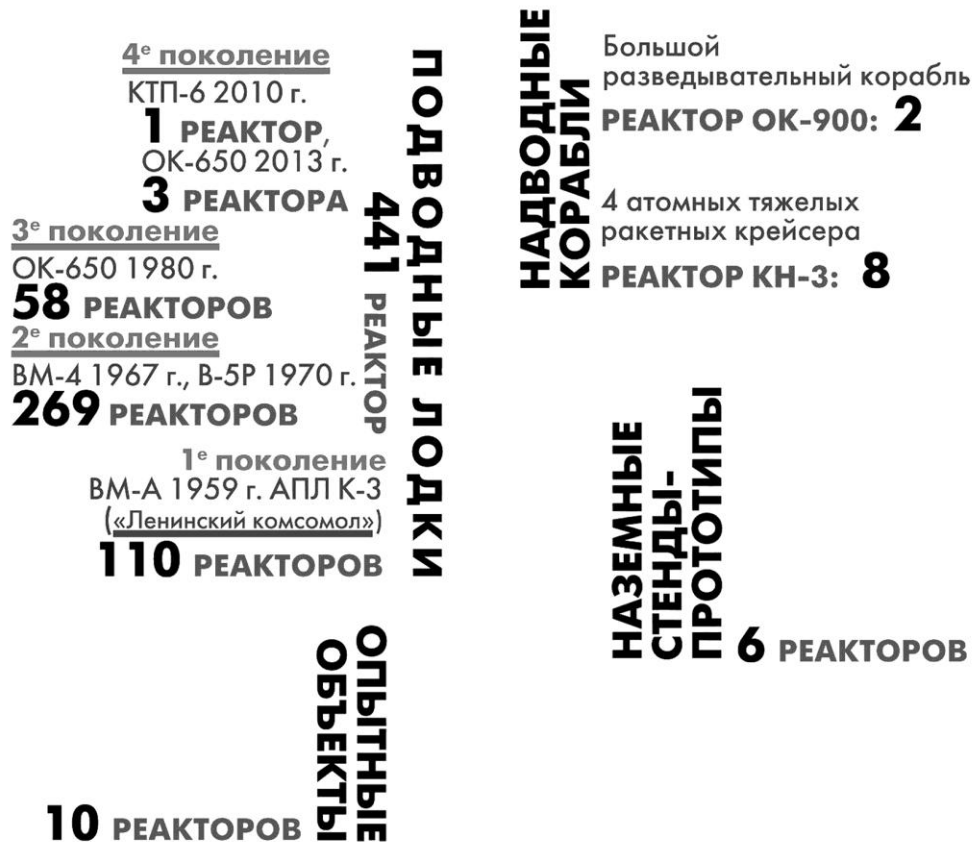 ПОДВОДНЫЕ ЛОДКИ
441 РЕАКТОР
4е поколение
КТП-6 2010 г.
1 РЕАКТОР,
ОК-650 2013 г.
3 РЕАКТОРА
3е поколение
ОК-650 1980 г.
58 РЕАКТОРОВ
2е поколение
ВМ-4 1967 г., В-5Р 1970 г.
269 РЕАКТОРОВ
1е поколение
ВМ-А 1959 г. АПЛ К-3
(«Ленинский комсомол»)
110 РЕАКТОРОВ
ОПЫТНЫЕ
ОБЪЕКТЫ
10 РЕАКТОРОВ
НАДВОДНЫЕ
КОРАБЛИ
Большой
разведывательный корабль
РЕАКТОР ОК-900: 2
4 атомных тяжелых
ракетных крейсера
РЕАКТОР КН-3: 8
НАЗЕМНЫЕ
СТЕНДЫ-
ПРОТОТИПЫ
6 РЕАКТОРОВ